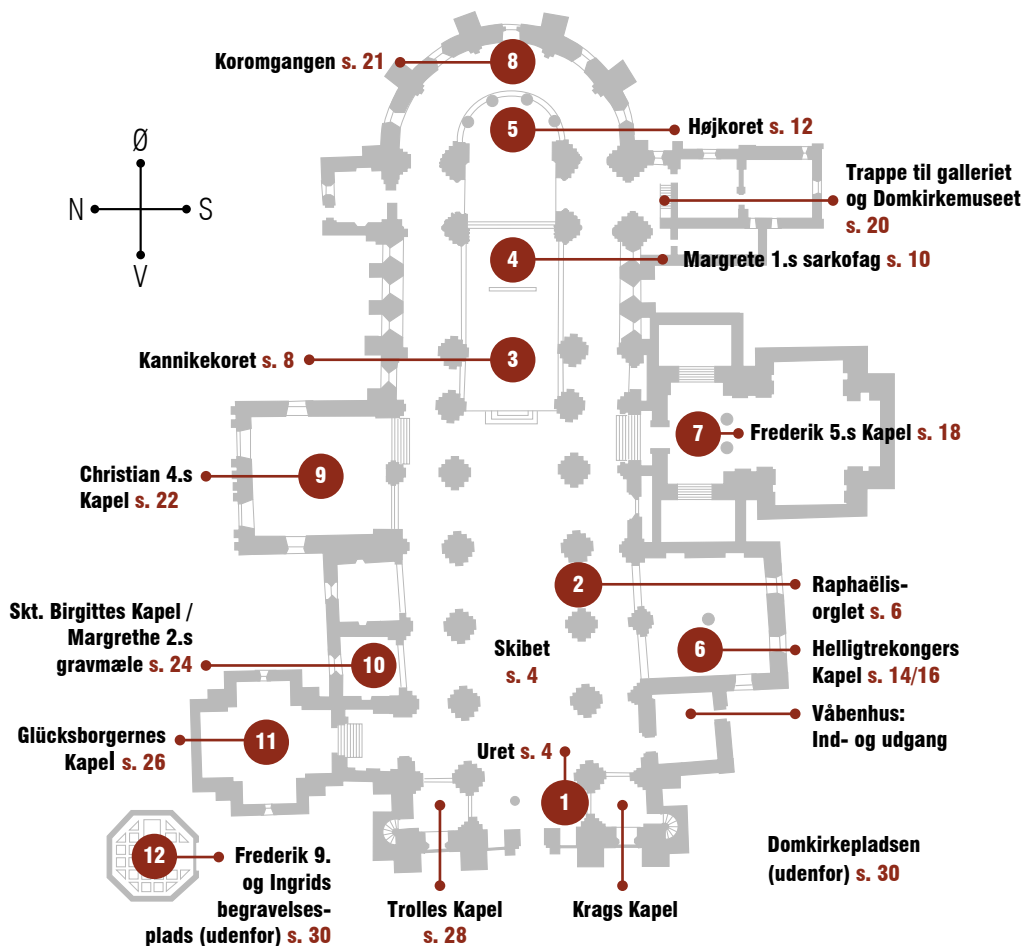 Koromgangen s. 21
8
5
Højkoret s. 12
Ø
N
S
V
Trappe til galleriet
og Domkirkemuseet
s. 20
4
Margrete 1.s sarkofag s. 10
Kannikekoret s. 8
3
7
Frederik 5.s Kapel s. 18
9
Christian 4.s
Kapel s. 22
2
Raphaëlis-
orglet s. 6
Skt. Birgittes Kapel /
Margrethe 2.s
gravmæle s. 24
10
Skibet
s. 4
6
Helligtrekongers
Kapel s. 14/16
Våbenhus:
Ind- og udgang
Glücksborgernes
Kapel s. 26
11
Uret s. 4
1
12
Frederik 9.
og Ingrids
begravelses-
plads (udenfor) s. 30
Trolles Kapel
s. 28
Krags Kapel
Domkirkepladsen
(udenfor) s. 30